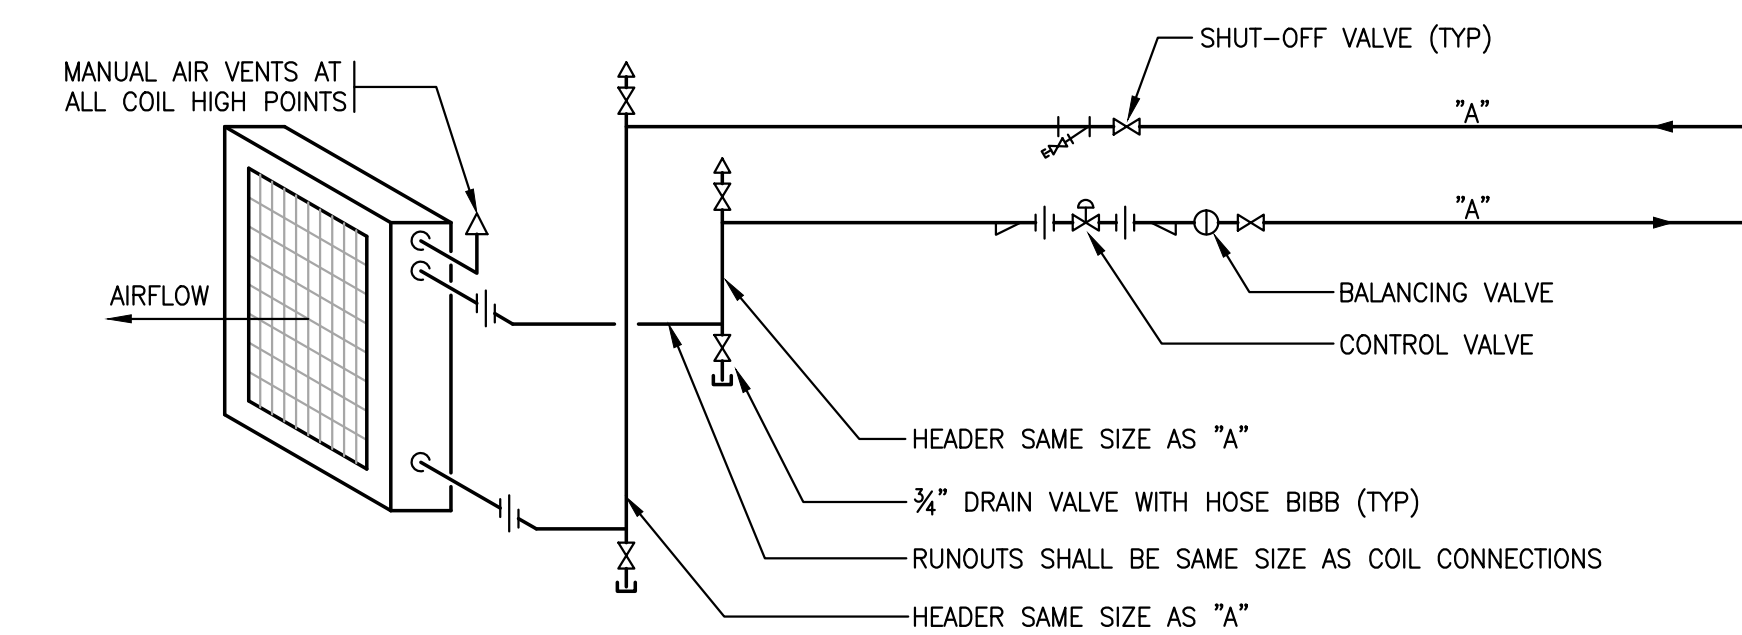 SHUT-OFF VALVE (TYP)
MANUAL AIR VENTS AT
ALL COIL HIGH POINTS
"A"
"A"
AIRFLOW
BALANCING VALVE
CONTROL VALVE
HEADER SAME SIZE AS "A"
¾" DRAIN VALVE WITH HOSE BIBB (TYP)
RUNOUTS SHALL BE SAME SIZE AS COIL CONNECTIONS
HEADER SAME SIZE AS "A"